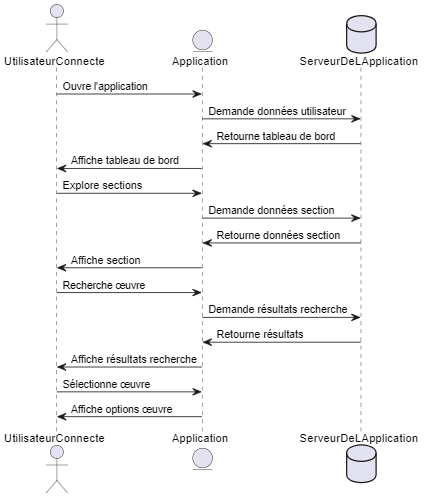 UtilisateurConnecte Application ServeurDeLApplication
Ouvre l'application
Demande données utilisateur
Retourne tableau de bord
Affiche tableau de bord
Explore sections
Demande données section
Retourne données section
Affiche section
Recherche œuvre
Demande résultats recherche
Retourne résultats
Affiche résultats recherche
Sélectionne œuvre
Affiche options œuvre
UtilisateurConnecte Application ServeurDeLApplication